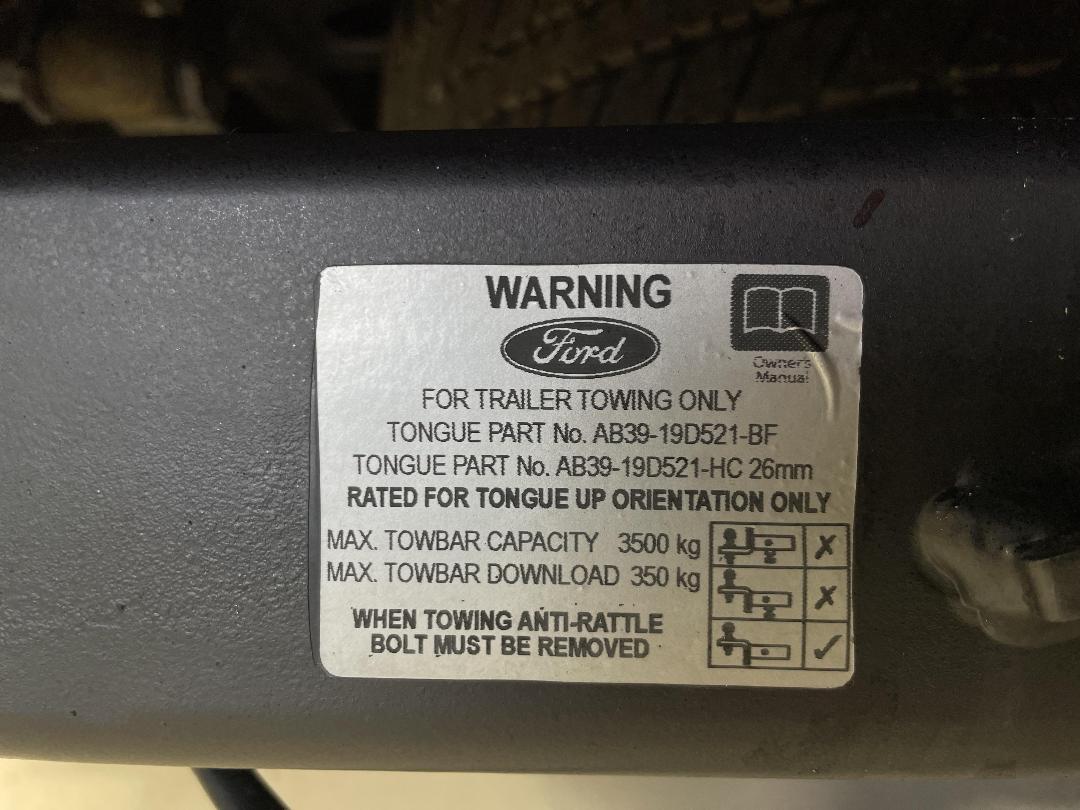 WARNING
Ford
Owner's
Manual
FOR TRAILER TOWING ONLY
TONGUE PART No. AB39-19D521-BF
TONGUE PART No. AB39-19D521-HC 26mm
RATED FOR TONGUE UP ORIENTATION ONLY
MAX. TOWBAR CAPACITY 3500 kg
MAX. TOWBAR DOWNLOAD 350 kg
WHEN TOWING ANTI-RATTLE
BOLT MUST BE REMOVED